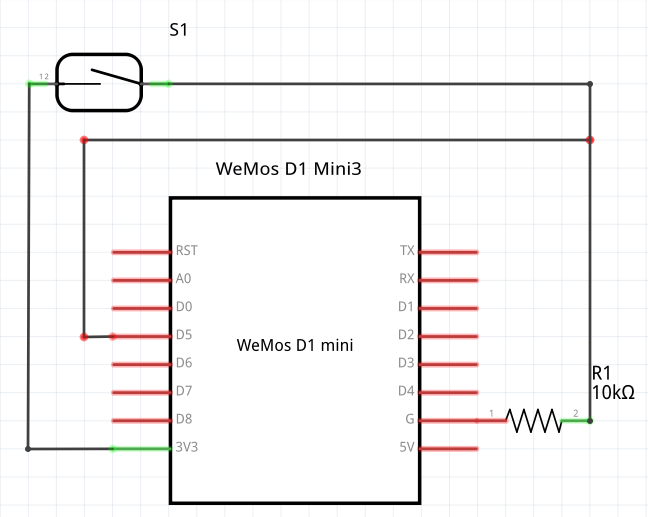 S1
12
WeMos D1 Mini3
RST
TX
A0
RX
D0
D1
D5
D2
WeMos D1 mini
D6
D3
D7
D4
R1
10kΩ
D8
G
1
2
3V3
5V